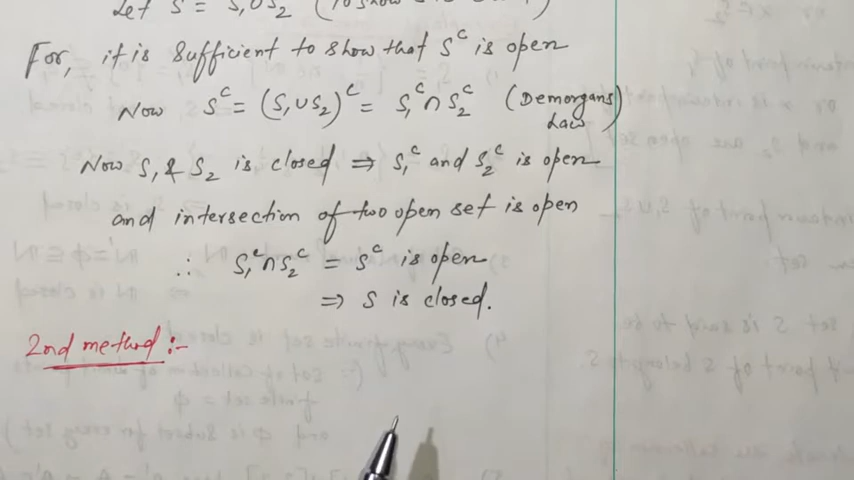 Let S = S₁∪S₂ (To show
For, it is sufficient to show that Sᶜ is open
Now Sᶜ = (S₁∪S₂)ᶜ = S₁ᶜ∩S₂ᶜ (Demorgans
Law)
Now S₁ & S₂ is closed ⇒ S₁ᶜ and S₂ᶜ is open
and intersection of two open set is open
∴ S₁ᶜ∩S₂ᶜ = Sᶜ is open
⇒ S is closed.
2nd method :-